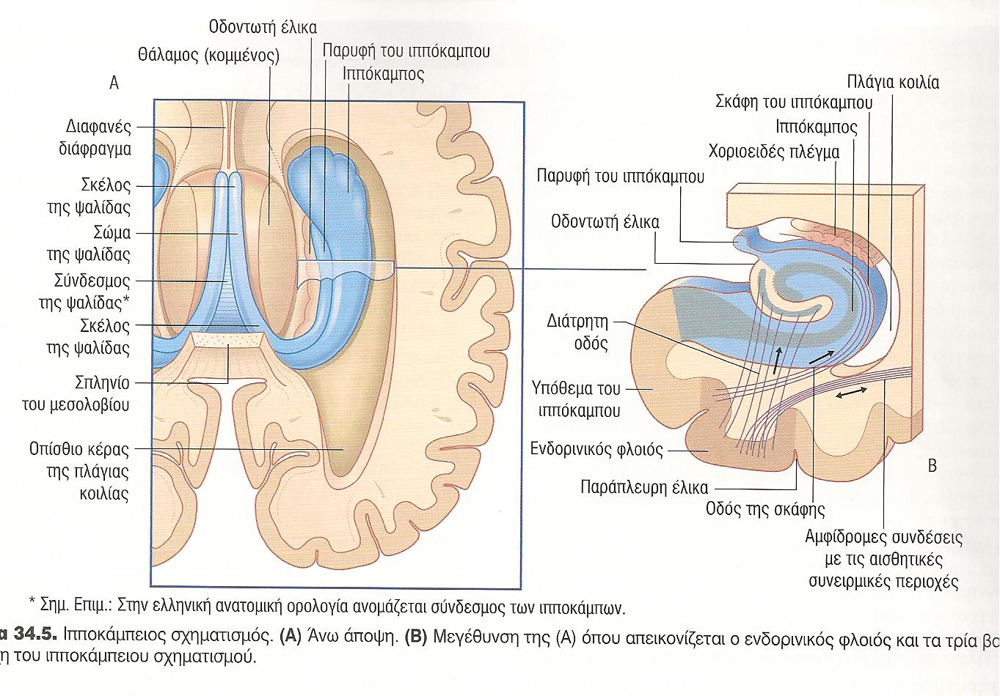 Οδοντωτή έλικα
Θάλαμος (κομμένος)
Παρυφή του ιππόκαμπου
Ιππόκαμπος
Α
Διαφανές
διάφραγμα
Σκέλος
της ψαλίδας
Σώμα
της ψαλίδας
Σύνδεσμος
της ψαλίδας*
Σκέλος
της ψαλίδας
Σπληνίο
του μεσολοβίου
Οπίσθιο κέρας
της πλάγιας
κοιλίας
Πλάγια κοιλία
Σκάφη του ιππόκαμπου
Ιππόκαμπος
Χοριοειδές πλέγμα
Παρυφή του ιππόκαμπου
Οδοντωτή έλικα
Διάτρητη
οδός
Υπόθεμα του
ιππόκαμπου
Ενδορινικός φλοιός
Παράπλευρη έλικα
Οδός της σκάφης
Β
Αμφίδρομες συνδέσεις
με τις αισθητικές
συνειρμικές περιοχές
* Σημ. Επιμ.: Στην ελληνική ανατομική ορολογία ανομάζεται σύνδεσμος των ιπποκάμπων.
α 34.5. Ιπποκάμπειος σχηματισμός. (Α) Άνω άποψη. (Β) Μεγέθυνση της (Α) όπου απεικονίζεται ο ενδορινικός φλοιός και τα τρία
του ιπποκάμπειου σχηματισμού.